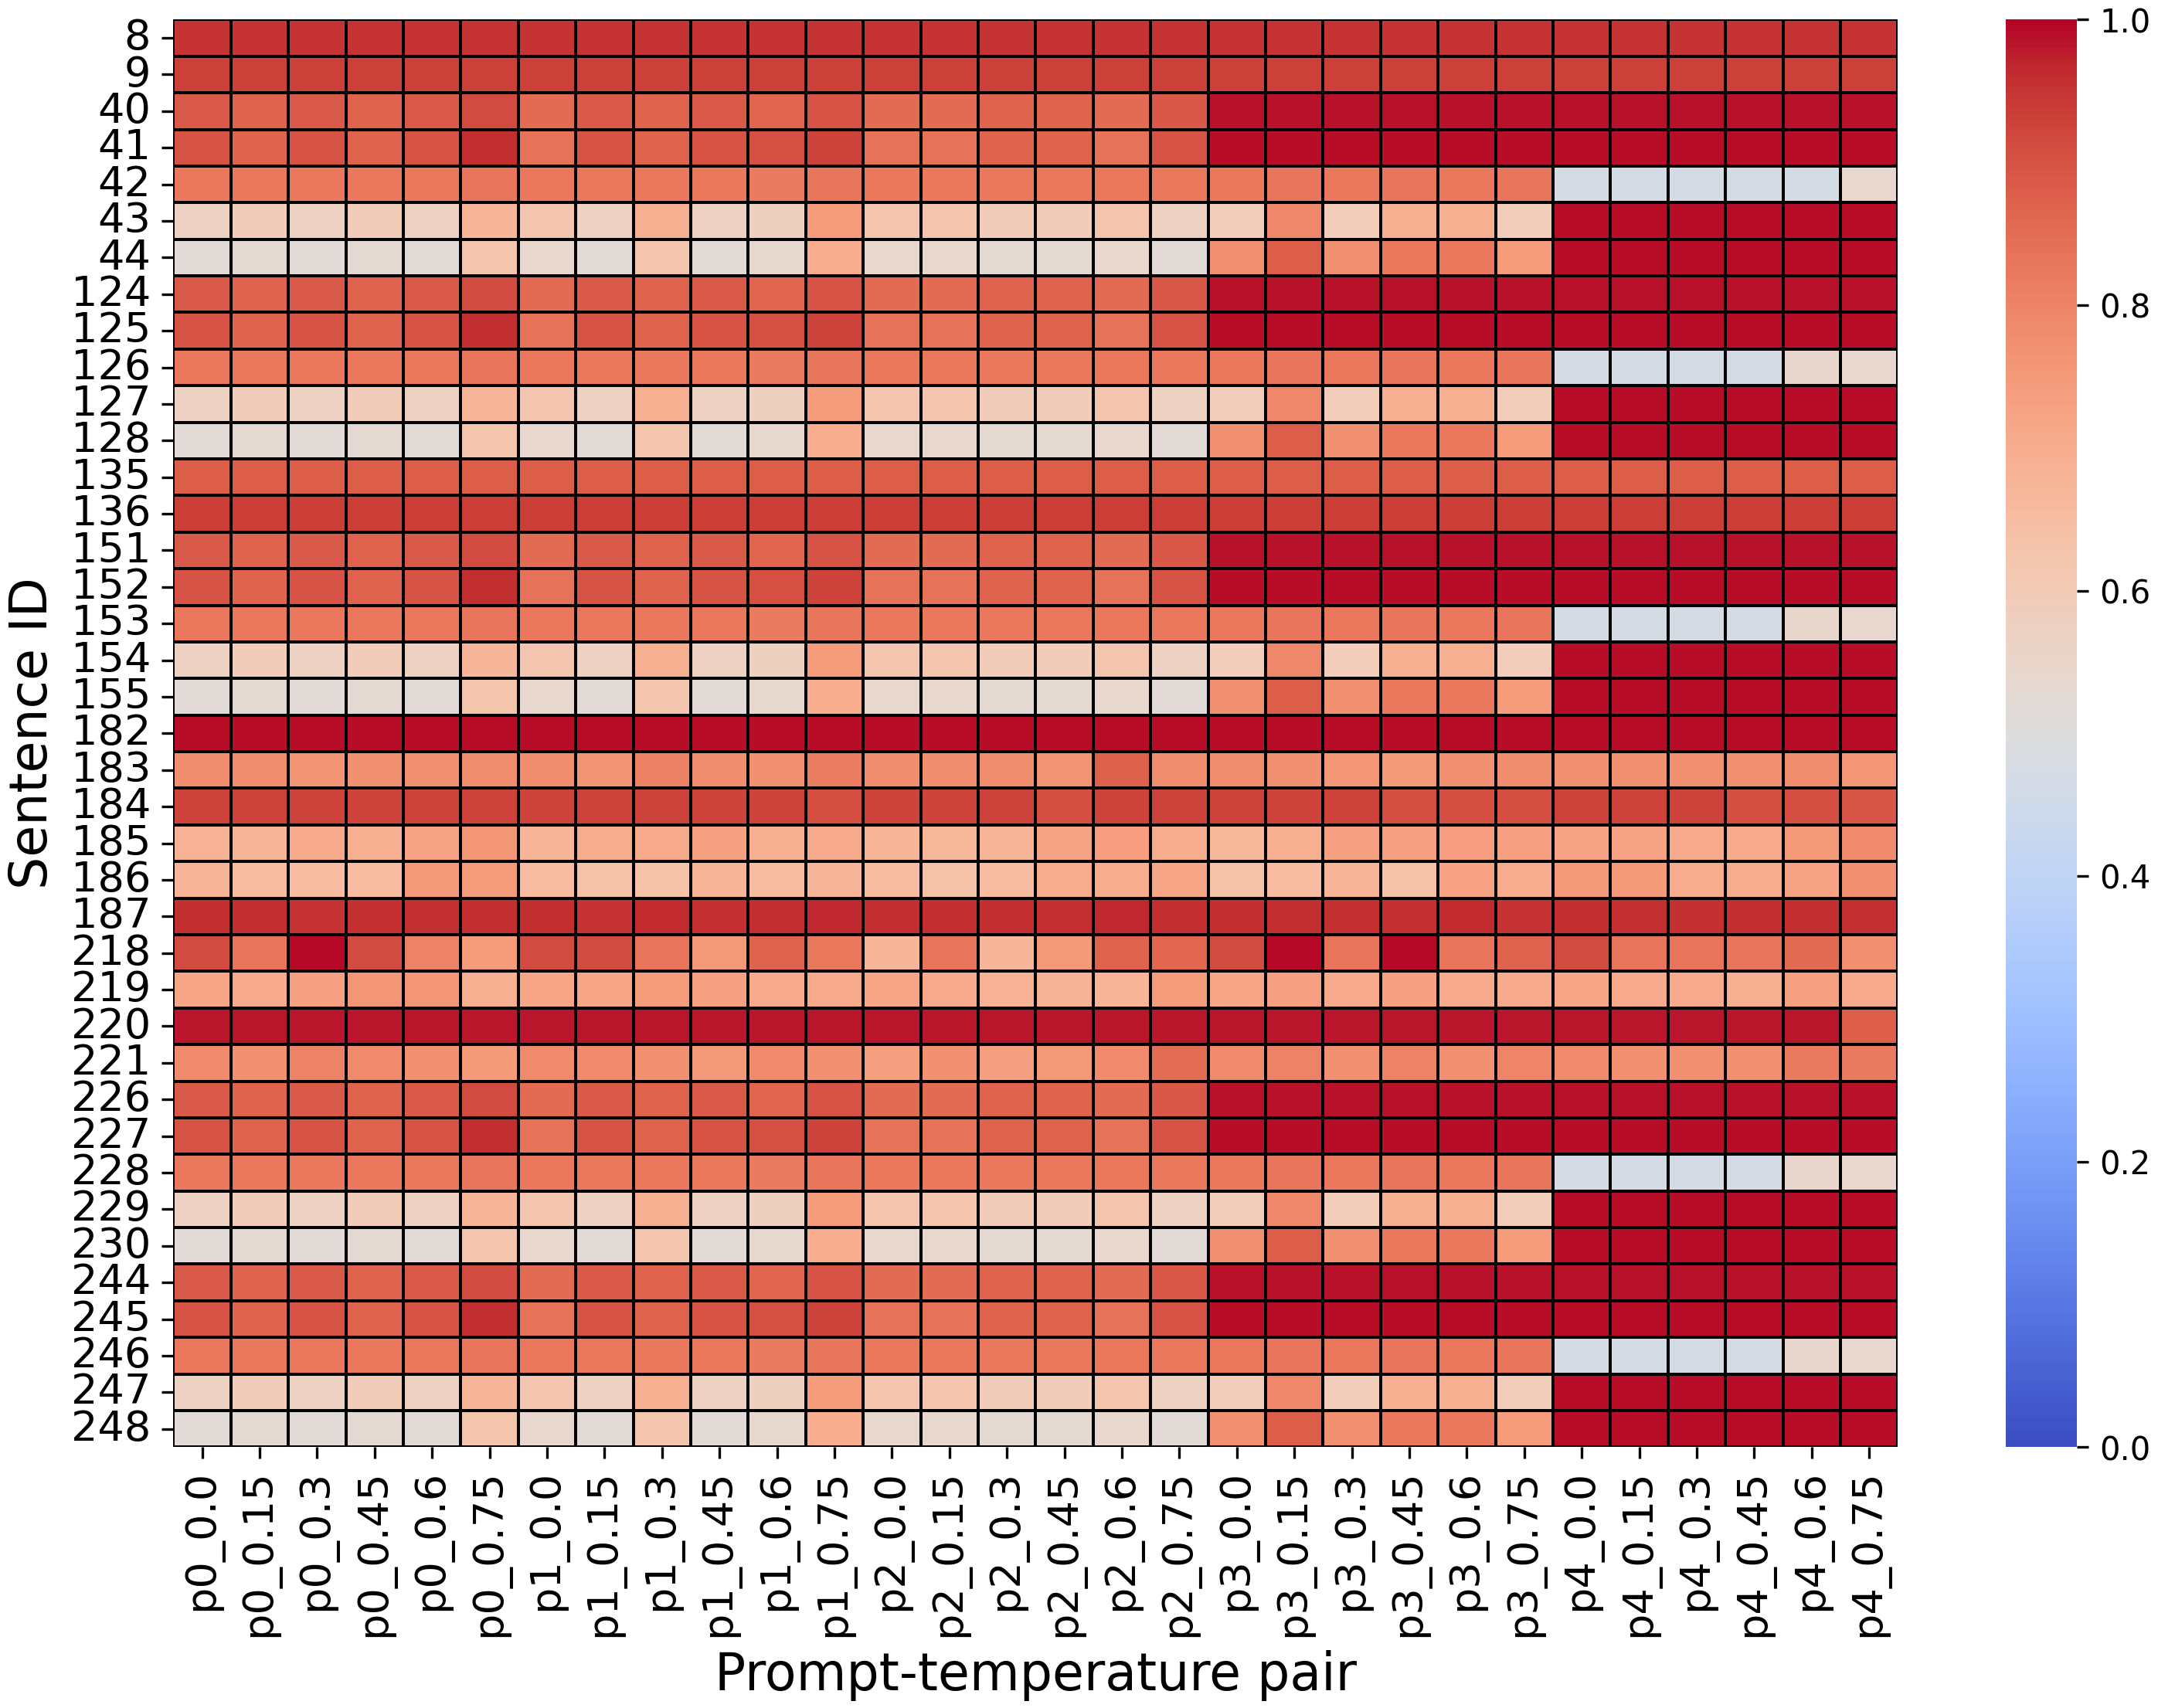 Sentence ID
8
9
40
41
42
43
44
124
125
126
127
128
135
136
151
152
153
154
155
182
183
184
185
186
187
218
219
220
221
226
227
228
229
230
244
245
246
247
248
p0_0.0
p0_0.15
p0_0.3
p0_0.45
p0_0.6
p0_0.75
p1_0.0
p1_0.15
p1_0.3
p1_0.45
p1_0.6
p1_0.75
p2_0.0
p2_0.15
p2_0.3
p2_0.45
p2_0.6
p2_0.75
p3_0.0
p3_0.15
p3_0.3
p3_0.45
p3_0.6
p3_0.75
p4_0.0
p4_0.15
p4_0.3
p4_0.45
p4_0.6
p4_0.75
Prompt-temperature pair
1.0
0.8
0.6
0.4
0.2
0.0